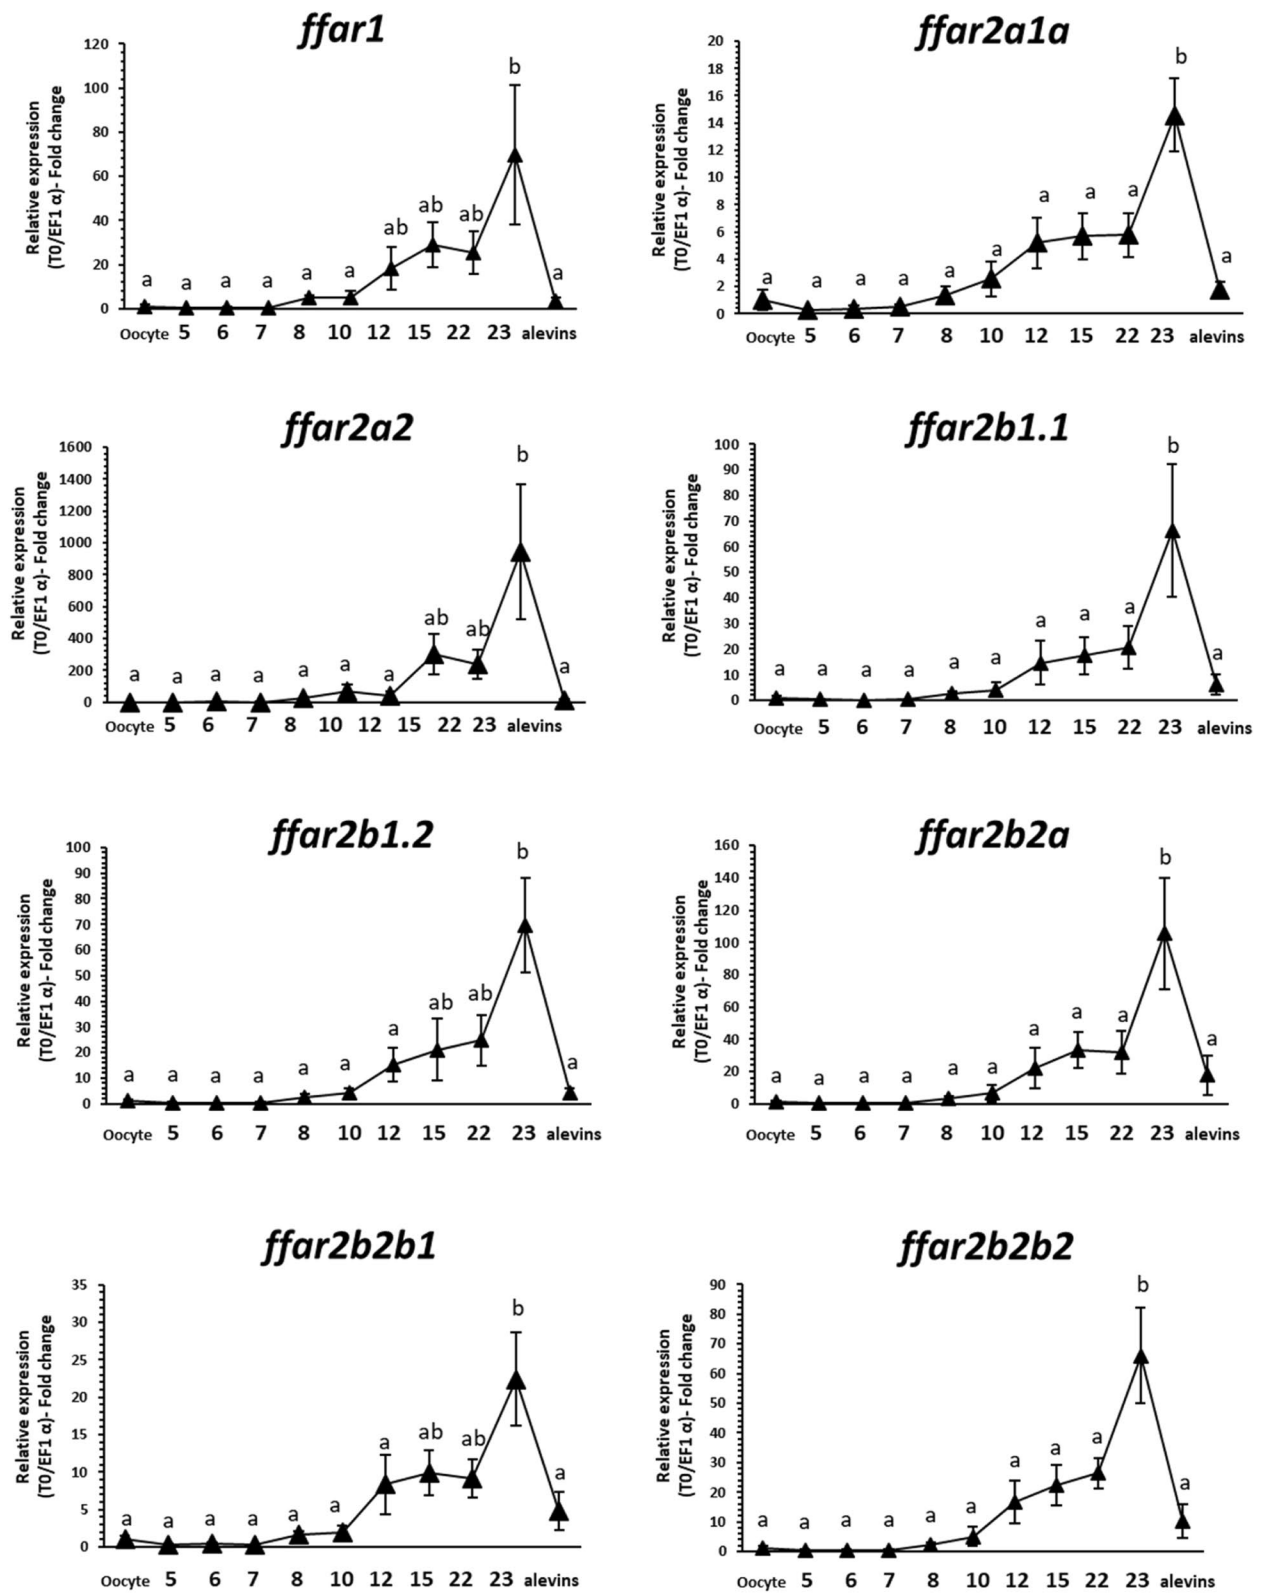 ffar1
Relative expression
(T0/EF1 α)- Fold change
120
100
80
60
40
20
0
a a a a a a ab ab ab b a
Oocyte 5 6 7 8 10 12 15 22 23 alevins
ffar2a1a
Relative expression
(T0/EF1 α)- Fold change
20
18
16
14
12
10
8
6
4
2
0
a a a a a a a a a b a
Oocyte 5 6 7 8 10 12 15 22 23 alevins
ffar2a2
Relative expression
(T0/EF1 α)- Fold change
1600
1400
1200
1000
800
600
400
200
0
a a a a a a a ab ab b a
Oocyte 5 6 7 8 10 12 15 22 23 alevins
ffar2b1.1
Relative expression
(T0/EF1 α)- Fold change
100
90
80
70
60
50
40
30
20
10
0
a a a a a a a a a b a
Oocyte 5 6 7 8 10 12 15 22 23 alevins
ffar2b1.2
Relative expression
(T0/EF1 α)- Fold change
100
90
80
70
60
50
40
30
20
10
0
a a a a a a a ab ab b a
Oocyte 5 6 7 8 10 12 15 22 23 alevins
ffar2b2a
Relative expression
(T0/EF1 α)- Fold change
160
140
120
100
80
60
40
20
0
a a a a a a a a a b a
Oocyte 5 6 7 8 10 12 15 22 23 alevins
ffar2b2b1
Relative expression
(T0/EF1 α)- Fold change
35
30
25
20
15
10
5
0
a a a a a a a ab ab b a
Oocyte 5 6 7 8 10 12 15 22 23 alevins
ffar2b2b2
Relative expression
(T0/EF1 α)- Fold change
90
80
70
60
50
40
30
20
10
0
a a a a a a a a a b a
Oocyte 5 6 7 8 10 12 15 22 23 alevins